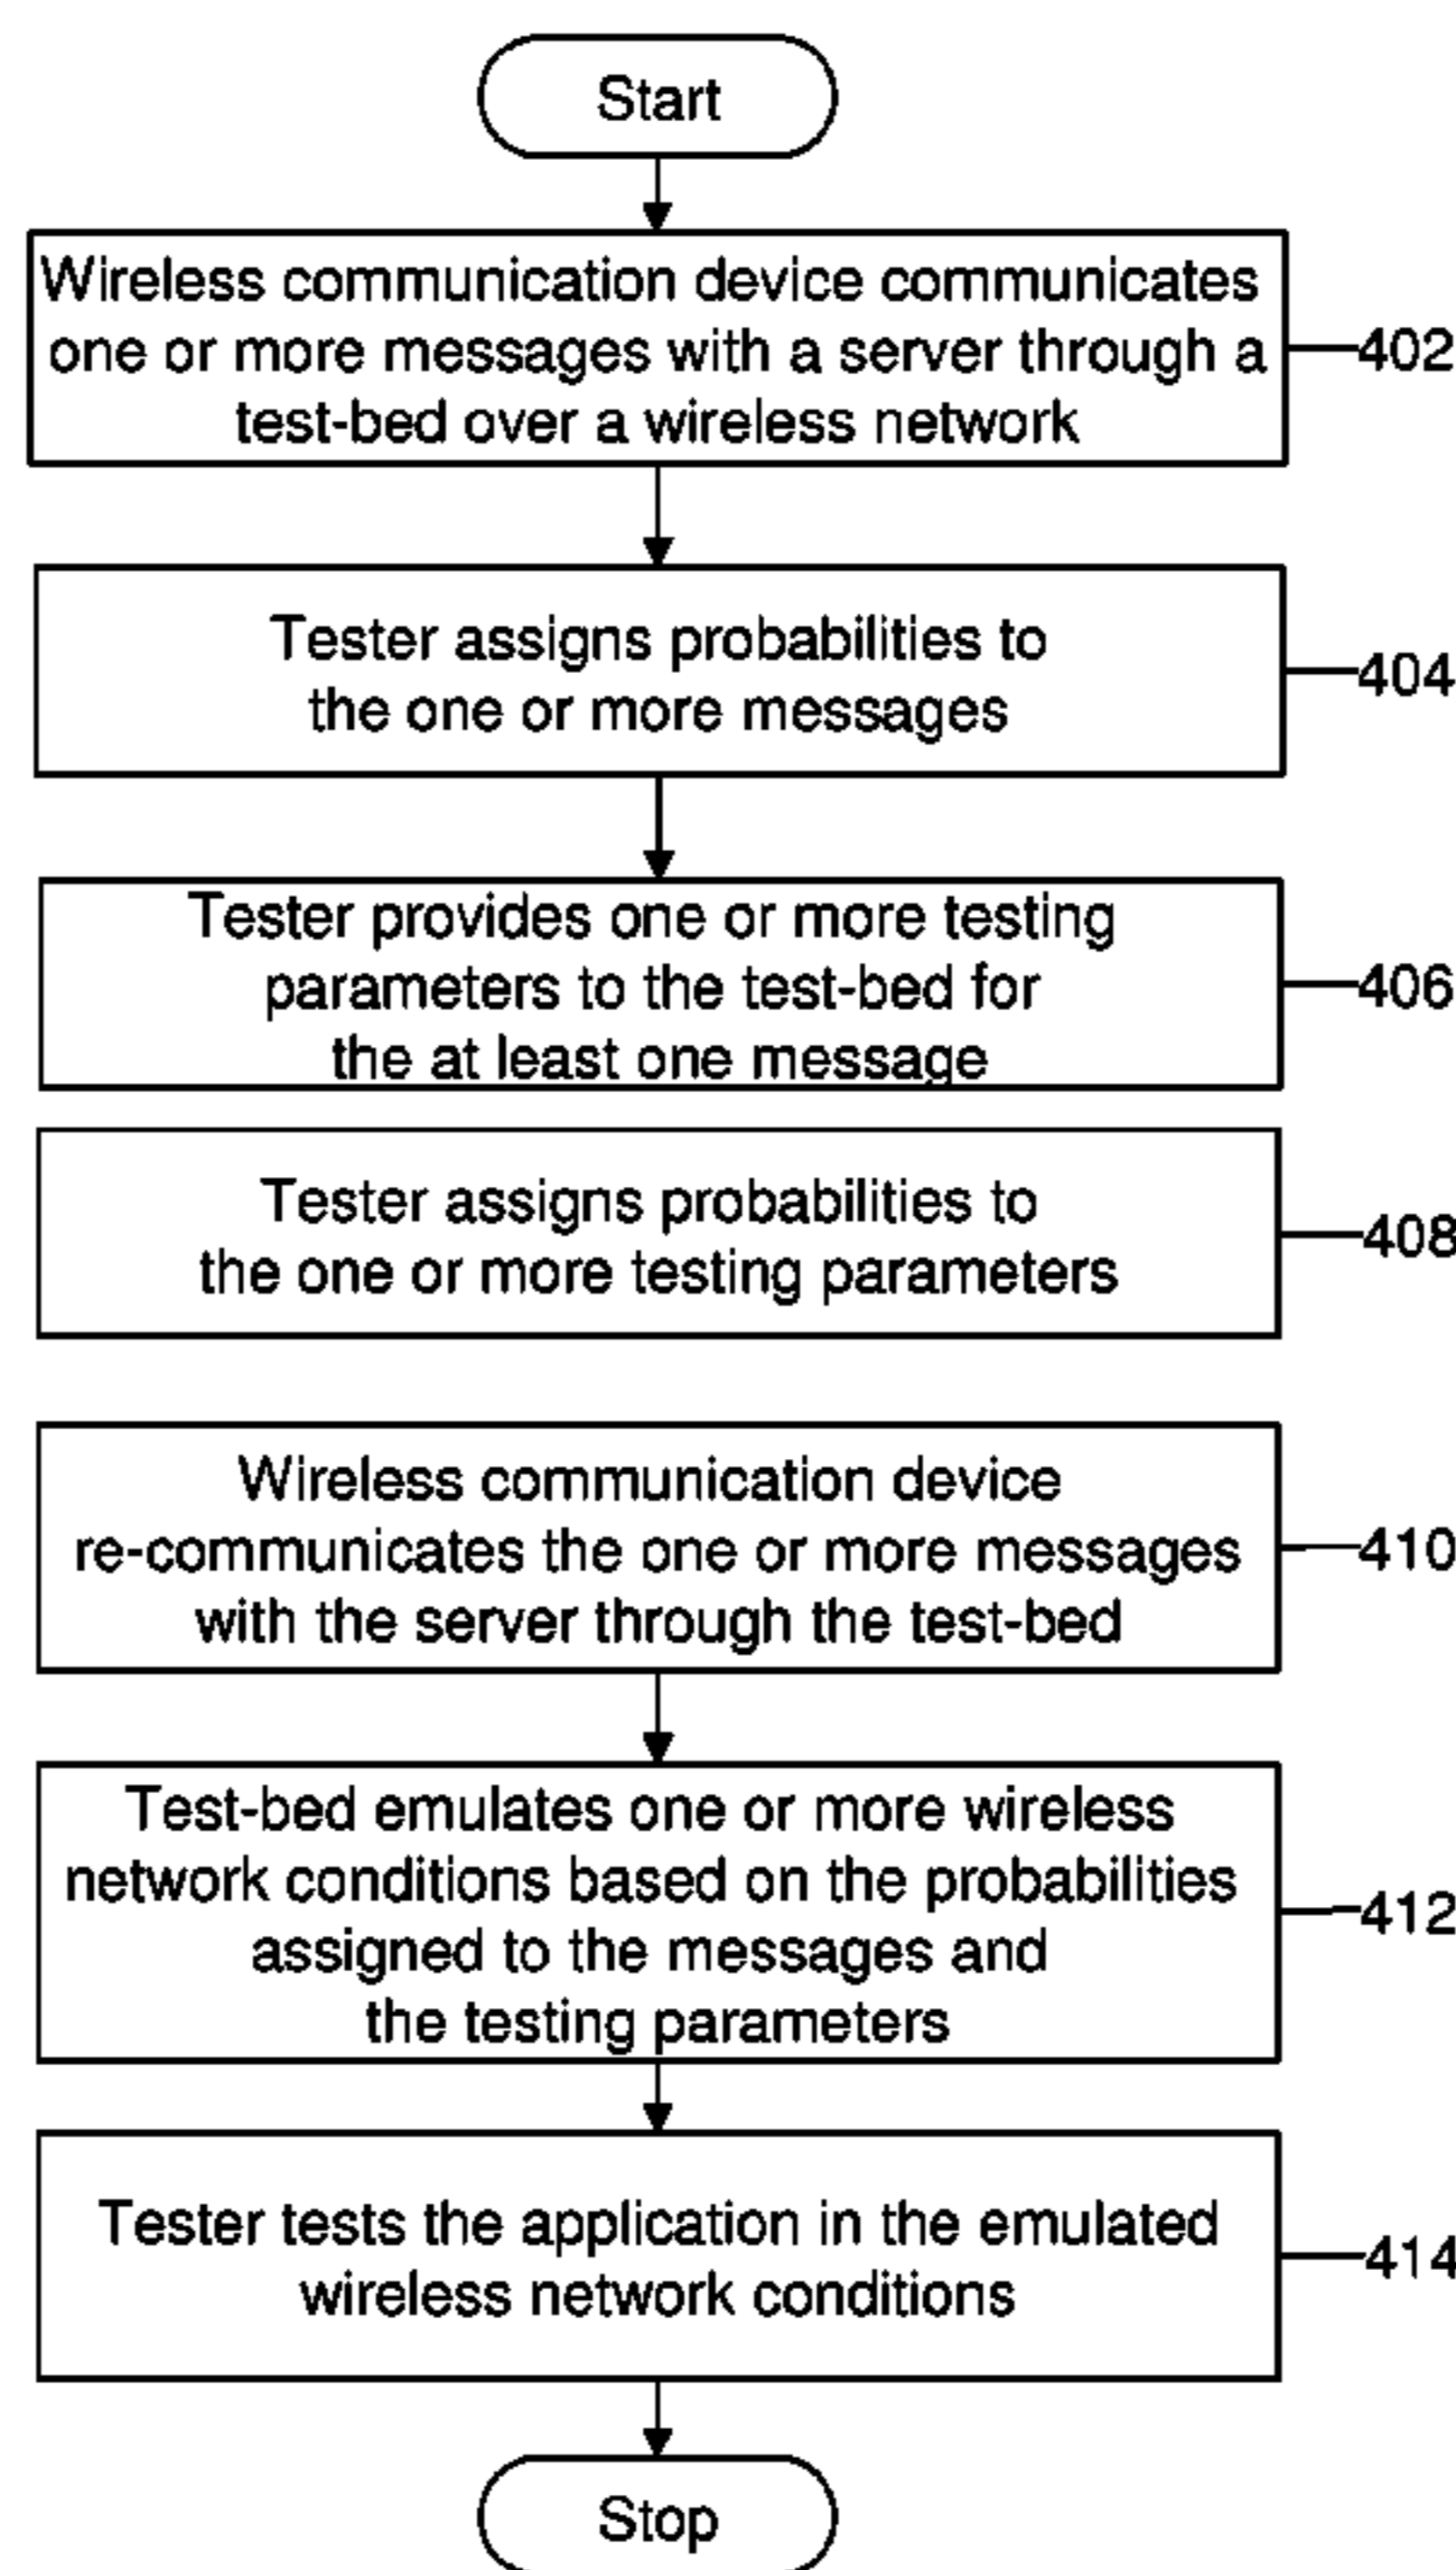 Start
Wireless communication device communicates
one or more messages with a server through a
test-bed over a wireless network
402
Tester assigns probabilities to
the one or more messages
404
Tester provides one or more testing
parameters to the test-bed for
the at least one message
406
Tester assigns probabilities to
the one or more testing parameters
408
Wireless communication device
re-communicates the one or more messages
with the server through the test-bed
410
Test-bed emulates one or more wireless
network conditions based on the probabilities
assigned to the messages and
the testing parameters
412
Tester tests the application in the emulated
wireless network conditions
414
Stop